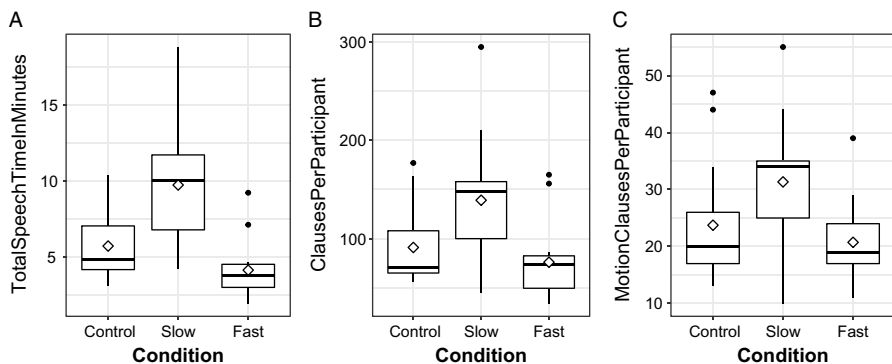 A
TotalSpeechTimeInMinutes
15
10
5
Control Slow Fast
Condition
B
ClausesPerParticipant
300
200
100
Control Slow Fast
Condition
C
MotionClausesPerParticipant
50
40
30
20
10
Control Slow Fast
Condition